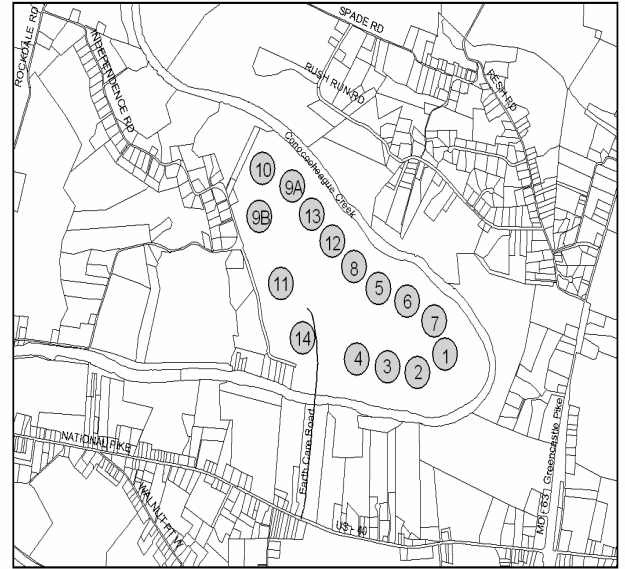 SPADE RD
ROCKDALE RD
INDEPENDENCE RD
BUSH RUN RD
RESH RD
Conococheague Creek
10
9A
9B
13
12
8
5
11
6
7
14
4
3
2
1
NATIONAL PIKE
WALNUT PT W
Earth Care Road
US - 40
MD - 63 Greencastle Pike